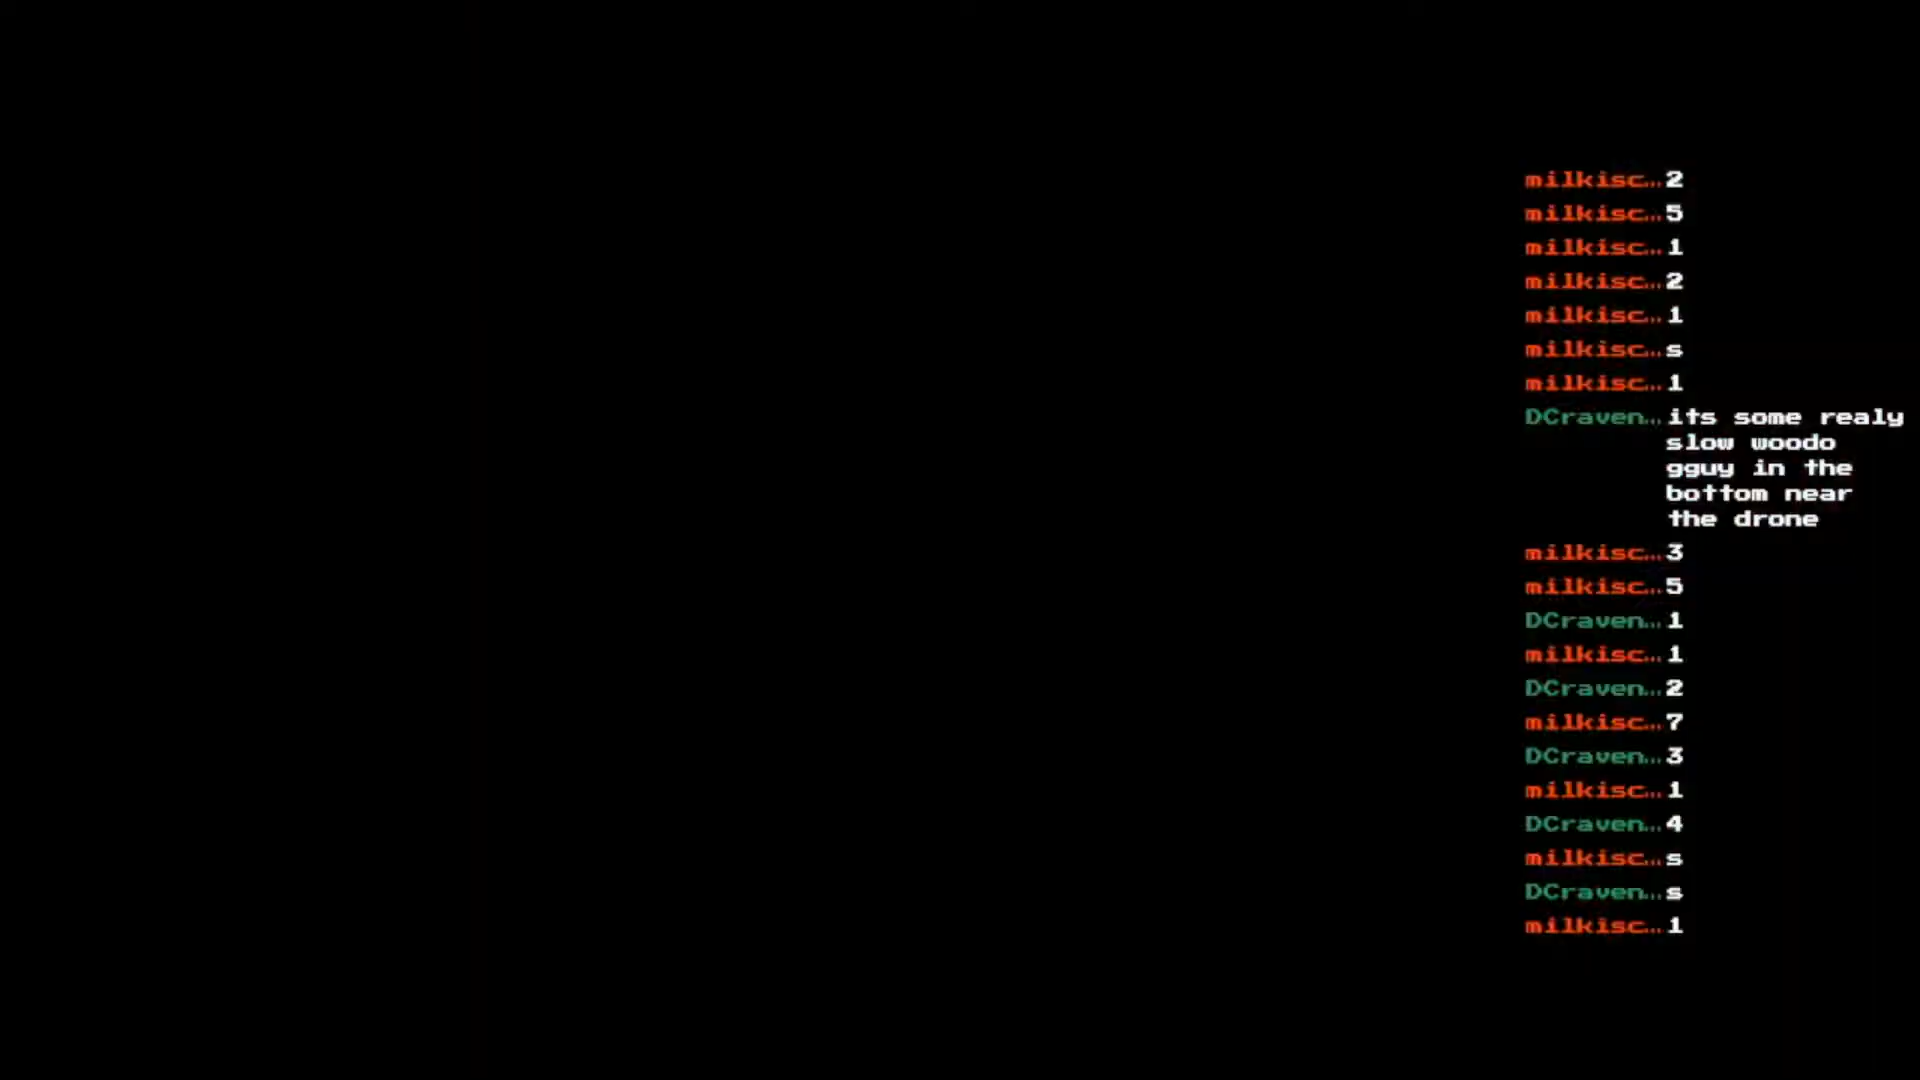 milkisc…2
milkisc…5
milkisc…1
milkisc…2
milkisc…1
milkisc…s
milkisc…1
DCraven…its some realy
slow woodo
gguy in the
bottom near
the drone
milkisc…3
milkisc…5
DCraven…1
milkisc…1
DCraven…2
milkisc…7
DCraven…3
milkisc…1
DCraven…4
milkisc…s
DCraven…s
milkisc…1